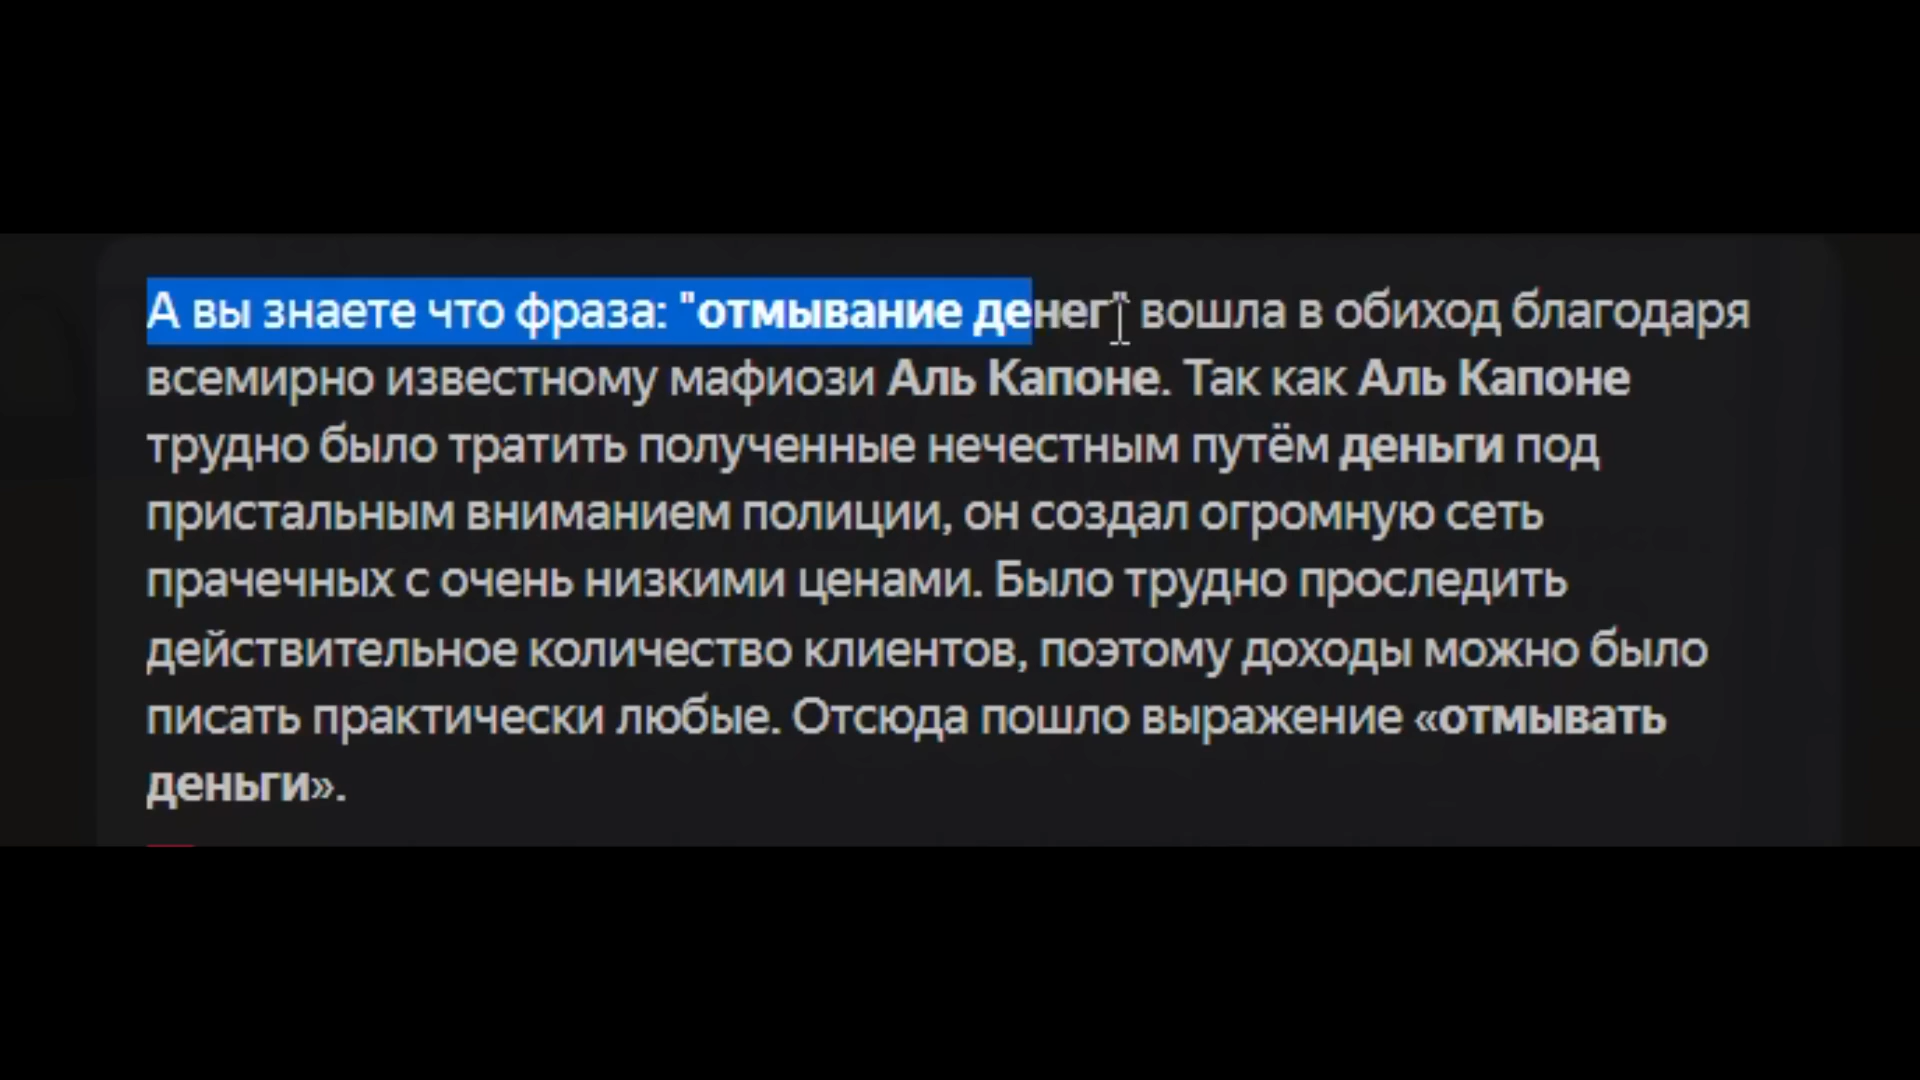 А вы знаете что фраза: "отмывание денег" вошла в обиход благодаря
всемирно известному мафиози Аль Капоне. Так как Аль Капоне
трудно было тратить полученные нечестным путём деньги под
пристальным вниманием полиции, он создал огромную сеть
прачечных с очень низкими ценами. Было трудно проследить
действительное количество клиентов, поэтому доходы можно было
писать практически любые. Отсюда пошло выражение «отмывать
деньги».